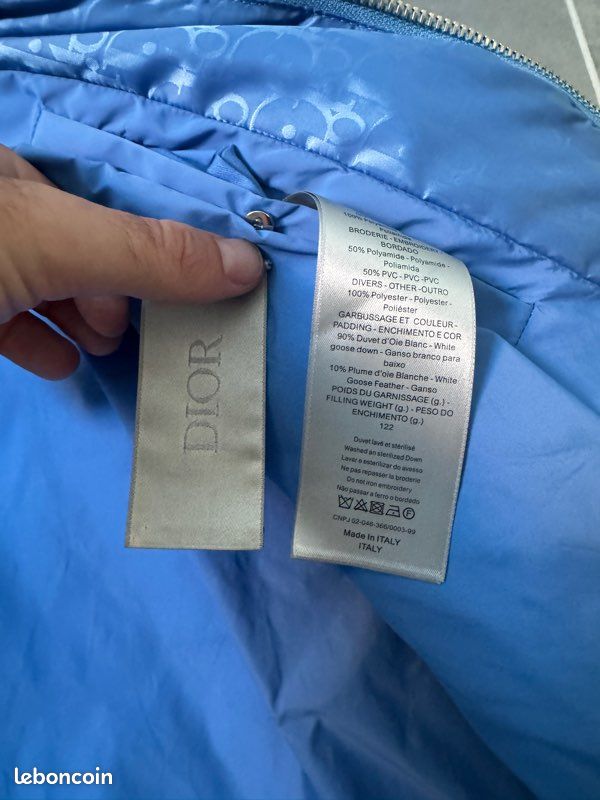 DIOR
BRODERIE - EMBROIDERY
BORDADO
50% Polyamide - Polyamide -
Poliamida
50% PVC - PVC -PVC
DIVERS - OTHER -OUTRO
100% Polyester - Polyester -
Poliéster
GARBUSSAGE ET COULEUR -
PADDING - ENCHIMENTO E COR
90% Duvet d'Oie Blanc - White
goose down - Ganso branco para
baixo
10% Plume d'oie Blanche - White
Goose Feather - Ganso
POIDS DU GARNISSAGE (g.) -
FILLING WEIGHT (g.) - PESO DO
ENCHIMENTO (g.)
122
Duvet lavé et stérilisé
Washed an sterilized Down
Lavar e esterilizar do avesso
Ne pas repasser la broderie
Do not iron embroidery
Não passar a ferro o bordado
CNPJ 02-046-366/0003-99
Made In ITALY
ITALY
leboncoin